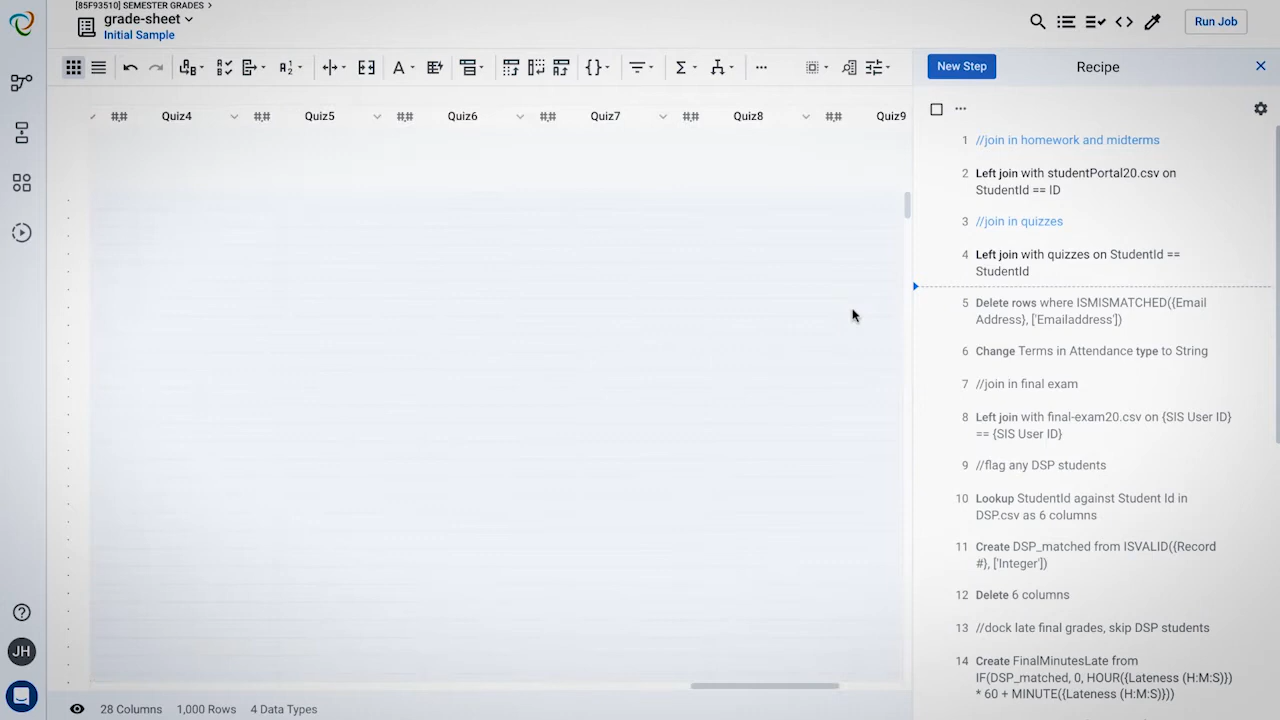 [85F93510] SEMESTER GRADES
grade-sheet
Initial Sample
Run Job
New Step
Recipe
Quiz4
Quiz5
Quiz6
Quiz7
Quiz8
Quiz9
1 //join in homework and midterms
2 Left join with studentPortal20.csv on
StudentId == ID
3 //join in quizzes
4 Left join with quizzes on StudentId ==
StudentId
5 Delete rows where ISMISMATCHED({Email
Address}, ['Emailaddress'])
6 Change Terms in Attendance type to String
7 //join in final exam
8 Left join with final-exam20.csv on {SIS User ID}
== {SIS User ID}
9 //flag any DSP students
10 Lookup StudentId against Student Id in
DSP.csv as 6 columns
11 Create DSP_matched from ISVALID({Record
#}, ['Integer'])
12 Delete 6 columns
13 //dock late final grades, skip DSP students
14 Create FinalMinutesLate from
IF(DSP_matched, 0, HOUR({Lateness (H:M:S)})
* 60 + MINUTE({Lateness (H:M:S)}))
JH
28 Columns 1,000 Rows 4 Data Types